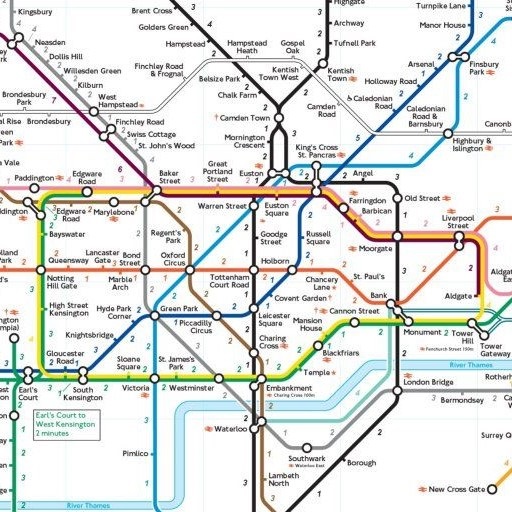 Kingsbury
Neasden
Dollis Hill
Willesden Green
Kilburn
West
Hampstead
Brondesbury
Park
Brondesbury
Finchley Road
Swiss Cottage
St. John's Wood
Brent Cross
Golders Green
Hampstead
Finchley Road
& Frognal
Hampstead
Heath
Gospel
Oak
Belsize Park
Chalk Farm
Camden Town
Mornington
Crescent
Kentish
Town West
Camden
Road
Highgate
Archway
Tufnell Park
Kentish
Town
Turnpike Lane
Manor House
Arsenal
Finsbury
Park
Holloway Road
Caledonian
Road
Caledonian
Road &
Barnsbury
Highbury &
Islington
King's Cross
St. Pancras
Euston
Angel
Old Street
Paddington
Edgware
Road
Edgware
Road
Marylebone
Baker
Street
Great
Portland
Street
Warren Street
Euston
Square
Farringdon
Barbican
Moorgate
Liverpool
Street
Bayswater
Regent's
Park
Goodge
Street
Russell
Square
Queensway
Lancaster
Gate
Bond
Street
Oxford
Circus
Holborn
Notting
Hill Gate
Marble
Arch
Tottenham
Court Road
Chancery
Lane
St. Paul's
Bank
Aldgate
High Street
Kensington
Hyde Park
Corner
Green Park
Piccadilly
Circus
Covent Garden
Leicester
Square
Cannon Street
Mansion
House
Monument
Tower
Hill
Fenchurch Street 150m
Tower
Gateway
Knightsbridge
Gloucester
Road
Sloane
Square
St. James's
Park
Charing
Cross
Blackfriars
Temple
River Thames
Earl's
Court
South
Kensington
Victoria
Westminster
Embankment
Charing Cross 100m
London Bridge
Bermondsey
Earl's Court to
West Kensington
2 minutes
Waterloo
Southwark
Waterloo East
Pimlico
Lambeth
North
Borough
New Cross Gate
River Thames